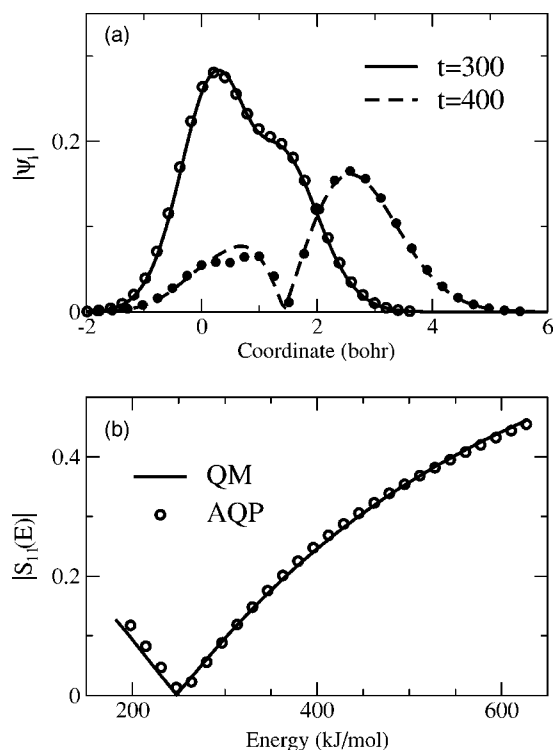 (a)
t=300
t=400
0.2
0
|ψ₁|
-2
0
2
4
6
Coordinate (bohr)
(b)
QM
AQP
0.4
0.2
0
|S₁₁(E)|
200
400
600
Energy (kJ/mol)